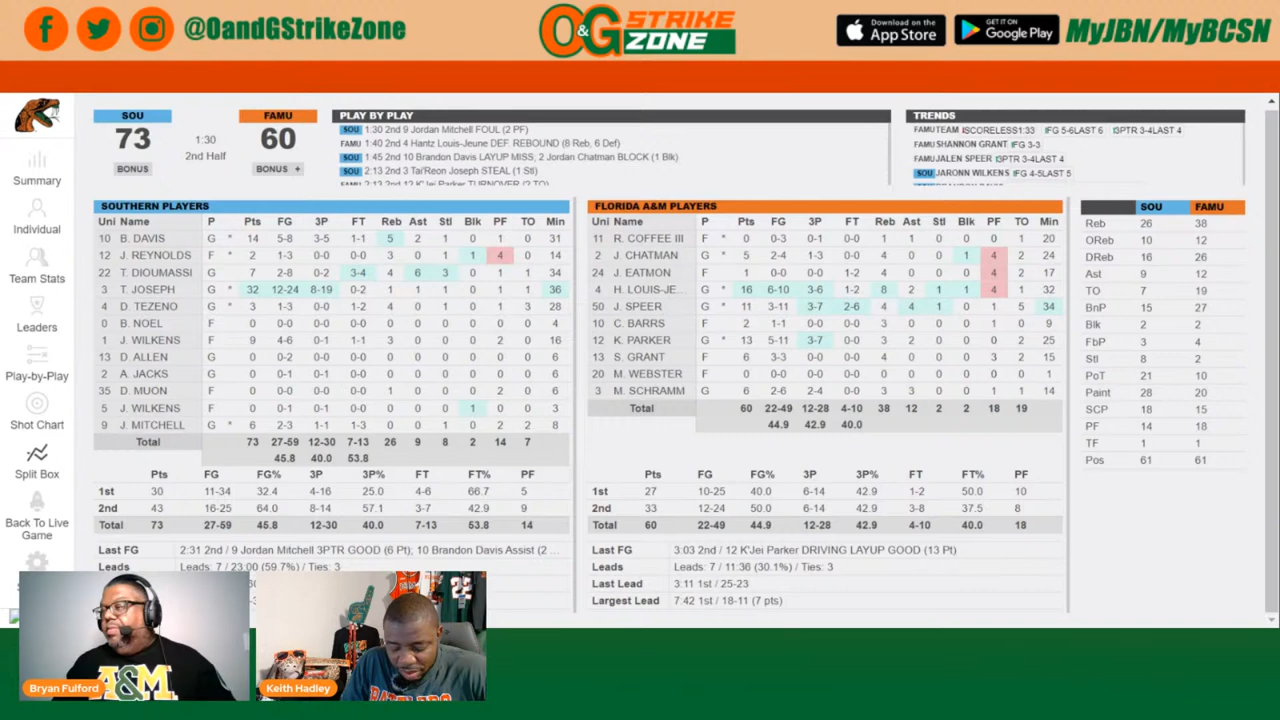 @OandGStrikeZone
O&G STRIKE ZONE
Download on the App Store
GET IT ON Google Play
MyJBN/MyBCSN
SOU 73 BONUS
1:30 2nd Half
FAMU 60 BONUS +
PLAY BY PLAY
SOU 1:30 2nd 9 Jordan Mitchell FOUL (2 PF)
FAMU 1:40 2nd 4 Hantz Louis-Jeune DEF. REBOUND (8 Reb, 6 Def)
SOU 1:45 2nd 10 Brandon Davis LAYUP MISS, 2 Jordan Chatman BLOCK (1 Blk)
SOU 2:13 2nd 3 Tai'Reon Joseph STEAL (1 Stl)
FAMU 2:13 2nd 12 K'Jei Parker TURNOVER (2 TO)
TRENDS
FAMU TEAM SCORELESS 1:33 FG 5-6 LAST 6 3PTR 3-4 LAST 4
FAMU SHANNON GRANT FG 3-3
FAMU JALEN SPEER 3PTR 3-4 LAST 4
SOU JARONN WILKENS FG 4-5 LAST 5
Summary
Individual
Team Stats
Leaders
Play-by-Play
Shot Chart
Split Box
Back To Live Game
SOUTHERN PLAYERS
Uni Name P Pts FG 3P FT Reb Ast Stl Blk PF TO Min
10 B. DAVIS G * 14 5-8 3-5 1-1 5 2 1 0 1 0 31
12 J. REYNOLDS F * 2 1-3 0-0 0-0 3 0 1 1 4 0 14
22 T. DIOUMASSI G 7 2-8 0-2 3-4 4 6 3 0 1 1 34
3 T. JOSEPH G * 32 12-24 8-19 0-0 4 0 1 1 1 1 36
4 D. TEZENO G * 3 1-3 0-0 1-2 4 0 1 0 1 3 28
0 B. NOEL F 0 0-0 0-0 0-0 0 0 0 0 0 0 4
1 J. WILKENS F 9 4-6 0-1 1-1 3 0 0 0 2 0 16
13 D. ALLEN G 0 0-2 0-0 0-0 0 0 0 0 0 0 6
2 A. JACKS G 0 0-1 0-1 0-0 0 0 0 0 0 0 4
35 D. MUON F 0 0-0 0-0 0-0 1 0 0 0 2 0 6
5 J. WILKENS F 0 0-1 0-1 0-0 0 0 0 1 0 0 3
9 J. MITCHELL G * 6 2-3 1-1 1-3 0 1 0 0 2 2 8
Total 73 27-59 12-30 7-13 26 9 8 2 14 7
45.8 40.0 53.8
Pts FG FG% 3P 3P% FT FT% PF
1st 30 11-34 32.4 4-16 25.0 4-6 66.7 5
2nd 43 16-25 64.0 8-14 57.1 3-7 42.9 9
Total 73 27-59 45.8 12-30 40.0 7-13 53.8 14
Last FG 2:31 2nd / 9 Jordan Mitchell 3PTR GOOD (6 Pt); 10 Brandon Davis Assist (2 ...
Leads Leads: 7 / 23:00 (59.7%) / Ties: 3
FLORIDA A&M PLAYERS
Uni Name P Pts FG 3P FT Reb Ast Stl Blk PF TO Min
11 R. COFFEE III F * 0 0-3 0-1 0-0 1 1 0 0 0 1 20
2 J. CHATMAN F * 5 2-4 1-3 0-0 3 0 0 1 4 2 24
24 J. EATMON F 1 0-0 0-0 1-2 4 0 0 0 4 2 17
4 H. LOUIS-JE... F * 16 6-10 3-6 1-2 8 2 1 1 4 1 32
50 J. SPEER G * 11 3-11 3-7 2-6 4 4 1 0 1 5 34
10 C. BARRS F 2 1-1 0-0 0-0 3 0 0 0 1 0 9
12 K. PARKER G * 13 5-11 3-7 0-0 3 2 0 0 1 2 25
13 S. GRANT F 6 3-3 0-0 0-0 4 0 0 0 3 2 15
20 M. WEBSTER F 0 0-0 0-0 0-0 0 0 0 0 0 0 1
3 M. SCHRAMM G 6 2-6 2-4 0-0 3 3 0 0 0 1 14
Total 60 22-49 12-28 4-10 38 12 2 2 18 19
44.9 42.9 40.0
Pts FG FG% 3P 3P% FT FT% PF
1st 27 10-25 40.0 6-14 42.9 1-2 50.0 10
2nd 33 12-24 50.0 6-14 42.9 3-8 37.5 8
Total 60 22-49 44.9 12-28 42.9 4-10 40.0 18
Last FG 3:03 2nd / 12 K'Jei Parker DRIVING LAYUP GOOD (13 Pt)
Leads Leads: 7 / 11:36 (30.1%) / Ties: 3
Last Lead 3:11 1st / 25-23
Largest Lead 7:42 1st / 18-11 (7 pts)
SOU FAMU
Reb 26 38
OReb 10 12
DReb 16 26
Ast 9 12
TO 7 19
BnP 15 27
Blk 2 2
FbP 3 4
Stl 8 2
PoT 21 10
Paint 28 20
SCP 18 15
PF 14 18
TF 1 1
Pos 61 61
A&M
Bryan Fulford
22
RATTLERS
Keith Hadley